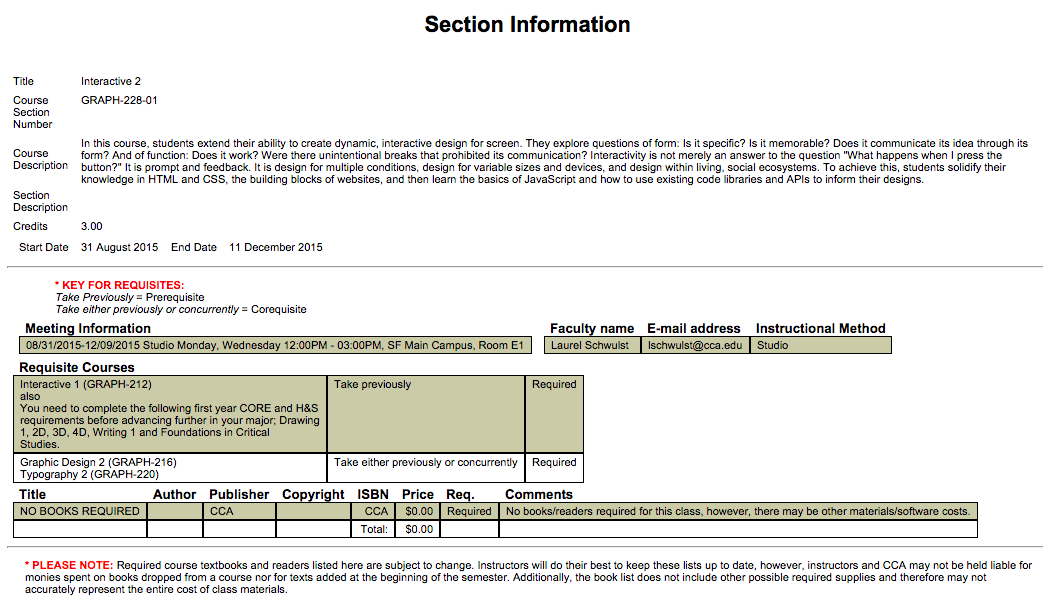 Section Information
Title Interactive 2
Course Section Number GRAPH-228-01
Course Description In this course, students extend their ability to create dynamic, interactive design for screen. They explore questions of form: Is it specific? Is it memorable? Does it communicate its idea through its
form? And of function: Does it work? Were there unintentional breaks that prohibited its communication? Interactivity is not merely an answer to the question "What happens when I press the
button?" It is prompt and feedback. It is design for multiple conditions, design for variable sizes and devices, and design within living, social ecosystems. To achieve this, students solidify their
knowledge in HTML and CSS, the building blocks of websites, and then learn the basics of JavaScript and how to use existing code libraries and APIs to inform their designs.
Section Description
Credits 3.00
Start Date 31 August 2015 End Date 11 December 2015
* KEY FOR REQUISITES:
Take Previously = Prerequisite
Take either previously or concurrently = Corequisite
Meeting Information Faculty name E-mail address Instructional Method
08/31/2015-12/09/2015 Studio Monday, Wednesday 12:00PM - 03:00PM, SF Main Campus, Room E1 Laurel Schwulst lschwulst@cca.edu Studio
Requisite Courses
Interactive 1 (GRAPH-212) Take previously Required
also
You need to complete the following first year CORE and H&S
requirements before advancing further in your major; Drawing
1, 2D, 3D, 4D, Writing 1 and Foundations in Critical
Studies.
Graphic Design 2 (GRAPH-216) Take either previously or concurrently Required
Typography 2 (GRAPH-220)
Title Author Publisher Copyright ISBN Price Req. Comments
NO BOOKS REQUIRED CCA CCA $0.00 Required No books/readers required for this class, however, there may be other materials/software costs.
Total: $0.00
* PLEASE NOTE: Required course textbooks and readers listed here are subject to change. Instructors will do their best to keep these lists up to date, however, instructors and CCA may not be held liable for
monies spent on books dropped from a course nor for texts added at the beginning of the semester. Additionally, the book list does not include other possible required supplies and therefore may not
accurately represent the entire cost of class materials.